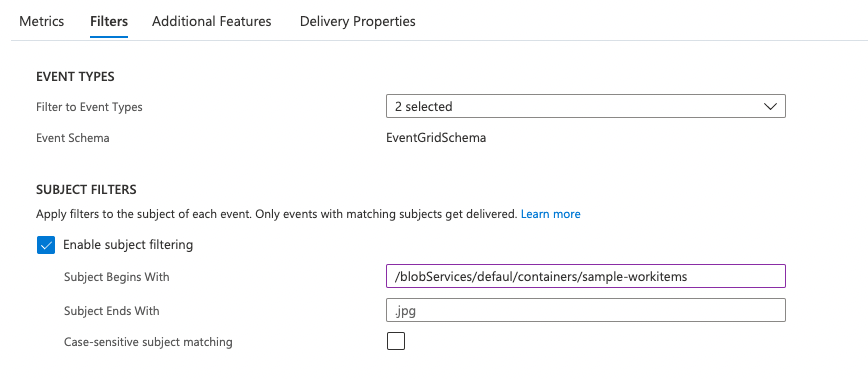 Metrics Filters Additional Features Delivery Properties
EVENT TYPES
Filter to Event Types 2 selected
Event Schema EventGridSchema
SUBJECT FILTERS
Apply filters to the subject of each event. Only events with matching subjects get delivered. Learn more
Enable subject filtering
Subject Begins With /blobServices/defaul/containers/sample-workitems
Subject Ends With .jpg
Case-sensitive subject matching